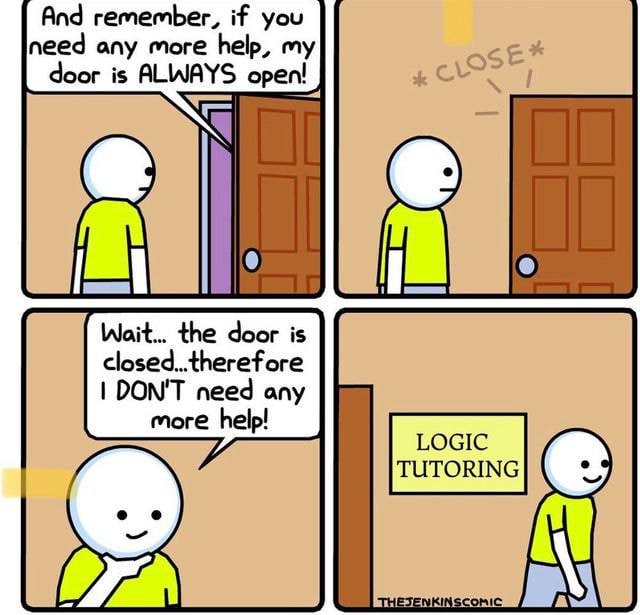 And remember, if you
need any more help, my
door is ALWAYS open!
* CLOSE *
Wait... the door is
closed...therefore
I DON'T need any
more help!
LOGIC
TUTORING
THEJENKINSCOMIC